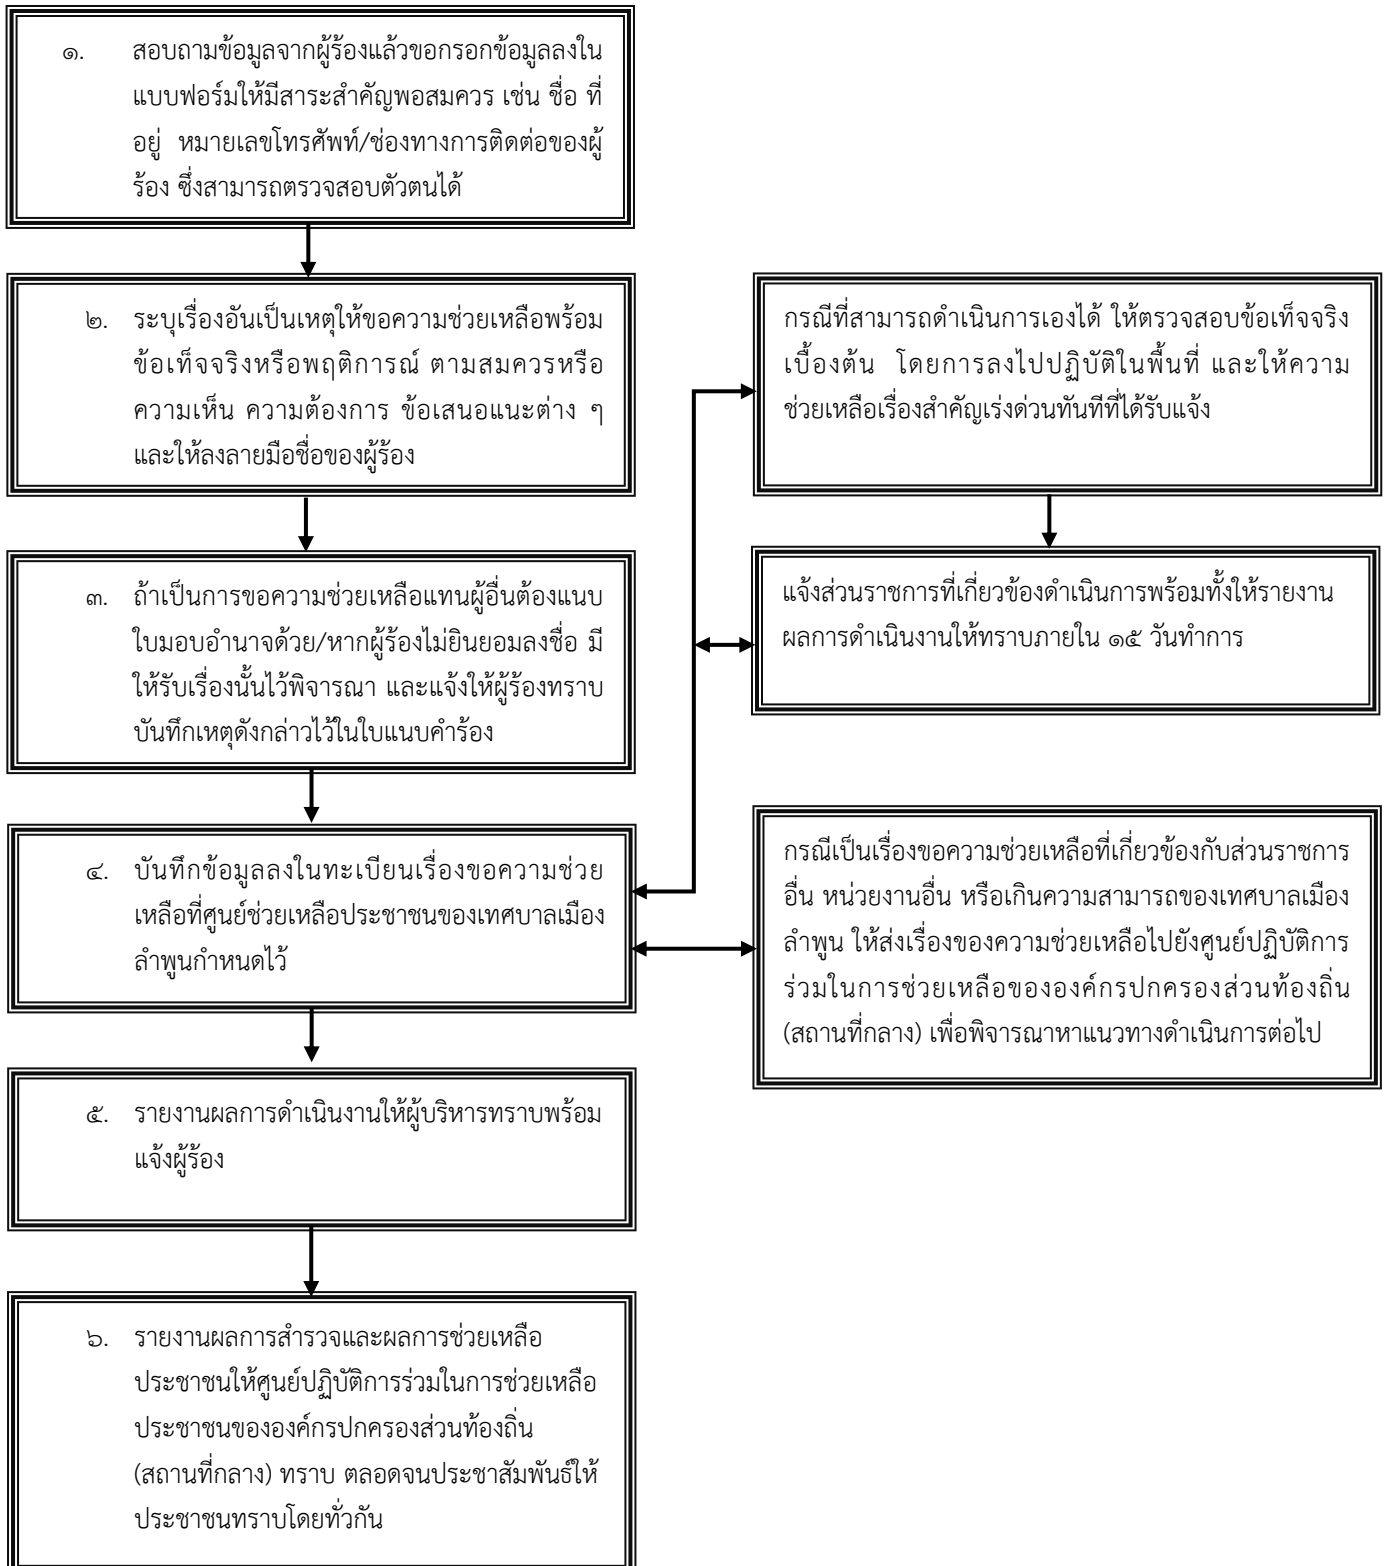 ๑. สอบถามข้อมูลจากผู้ร้องแล้วขอกรอกข้อมูลลงใน
แบบฟอร์มให้มีสาระสำคัญพอสมควร เช่น ชื่อ ที่
อยู่ หมายเลขโทรศัพท์/ช่องทางการติดต่อของผู้
ร้อง ซึ่งสามารถตรวจสอบตัวตนได้
๒. ระบุเรื่องอันเป็นเหตุให้ขอความช่วยเหลือพร้อม
ข้อเท็จจริงหรือพฤติการณ์ ตามสมควรหรือ
ความเห็น ความต้องการ ข้อเสนอแนะต่าง ๆ
และให้ลงลายมือชื่อของผู้ร้อง
๓. ถ้าเป็นการขอความช่วยเหลือแทนผู้อื่นต้องแนบ
ใบมอบอำนาจด้วย/หากผู้ร้องไม่ยินยอมลงชื่อ มิ
ให้รับเรื่องนั้นไว้พิจารณา และแจ้งให้ผู้ร้องทราบ
บันทึกเหตุดังกล่าวไว้ในใบแนบคำร้อง
๔. บันทึกข้อมูลลงในทะเบียนเรื่องขอความช่วย
เหลือที่ศูนย์ช่วยเหลือประชาชนของเทศบาลเมือง
ลำพูนกำหนดไว้
๕. รายงานผลการดำเนินงานให้ผู้บริหารทราบพร้อม
แจ้งผู้ร้อง
๖. รายงานผลการสำรวจและผลการช่วยเหลือ
ประชาชนให้ศูนย์ปฏิบัติการร่วมในการช่วยเหลือ
ประชาชนขององค์กรปกครองส่วนท้องถิ่น
(สถานที่กลาง) ทราบ ตลอดจนประชาสัมพันธ์ให้
ประชาชนทราบโดยทั่วกัน
กรณีที่สามารถดำเนินการเองได้ ให้ตรวจสอบข้อเท็จจริง
เบื้องต้น โดยการลงไปปฏิบัติในพื้นที่ และให้ความ
ช่วยเหลือเรื่องสำคัญเร่งด่วนทันทีที่ได้รับแจ้ง
แจ้งส่วนราชการที่เกี่ยวข้องดำเนินการพร้อมทั้งให้รายงาน
ผลการดำเนินงานให้ทราบภายใน ๑๕ วันทำการ
กรณีเป็นเรื่องขอความช่วยเหลือที่เกี่ยวข้องกับส่วนราชการ
อื่น หน่วยงานอื่น หรือเกินความสามารถของเทศบาลเมือง
ลำพูน ให้ส่งเรื่องของความช่วยเหลือไปยังศูนย์ปฏิบัติการ
ร่วมในการช่วยเหลือขององค์กรปกครองส่วนท้องถิ่น
(สถานที่กลาง) เพื่อพิจารณาหาแนวทางดำเนินการต่อไป